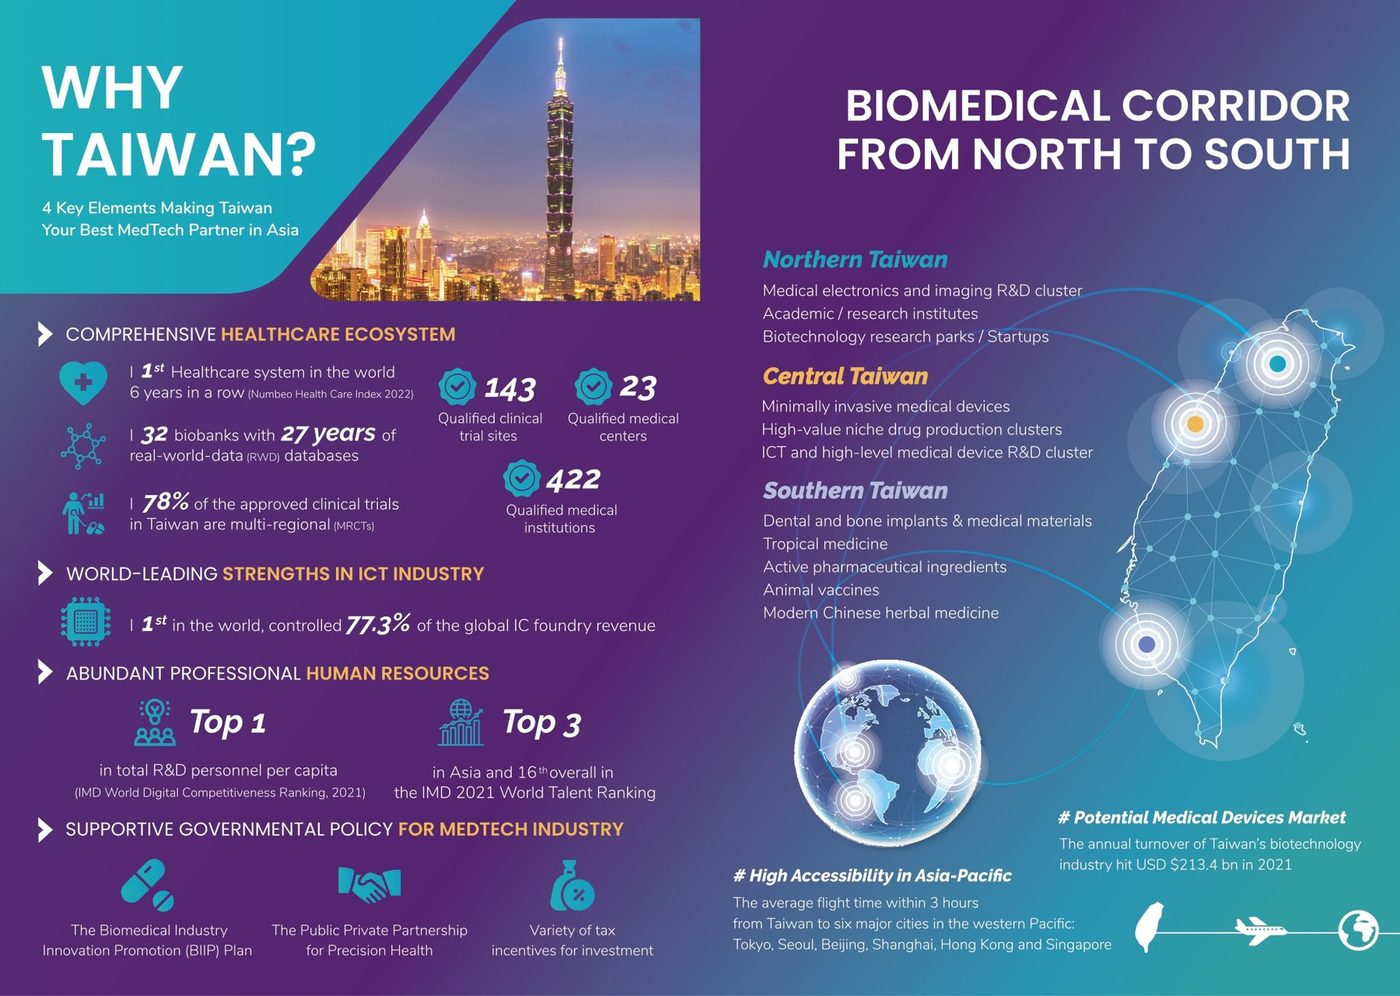 WHY
TAIWAN?
4 Key Elements Making Taiwan
Your Best MedTech Partner in Asia
COMPREHENSIVE HEALTHCARE ECOSYSTEM
| 1st Healthcare system in the world
6 years in a row (Numbeo Health Care Index 2022)
| 32 biobanks with 27 years of
real-world-data (RWD) databases
| 78% of the approved clinical trials
in Taiwan are multi-regional (MRCTs)
143
Qualified clinical
trial sites
23
Qualified medical
centers
422
Qualified medical
institutions
WORLD-LEADING STRENGTHS IN ICT INDUSTRY
| 1st in the world, controlled 77.3% of the global IC foundry revenue
ABUNDANT PROFESSIONAL HUMAN RESOURCES
Top 1
in total R&D personnel per capita
(IMD World Digital Competitiveness Ranking, 2021)
Top 3
in Asia and 16th overall in
the IMD 2021 World Talent Ranking
SUPPORTIVE GOVERNMENTAL POLICY FOR MEDTECH INDUSTRY
The Biomedical Industry
Innovation Promotion (BIIP) Plan
The Public Private Partnership
for Precision Health
Variety of tax
incentives for investment
BIOMEDICAL CORRIDOR
FROM NORTH TO SOUTH
Northern Taiwan
Medical electronics and imaging R&D cluster
Academic / research institutes
Biotechnology research parks / Startups
Central Taiwan
Minimally invasive medical devices
High-value niche drug production clusters
ICT and high-level medical device R&D cluster
Southern Taiwan
Dental and bone implants & medical materials
Tropical medicine
Active pharmaceutical ingredients
Animal vaccines
Modern Chinese herbal medicine
# Potential Medical Devices Market
The annual turnover of Taiwan's biotechnology
industry hit USD $213.4 bn in 2021
# High Accessibility in Asia-Pacific
The average flight time within 3 hours
from Taiwan to six major cities in the western Pacific:
Tokyo, Seoul, Beijing, Shanghai, Hong Kong and Singapore